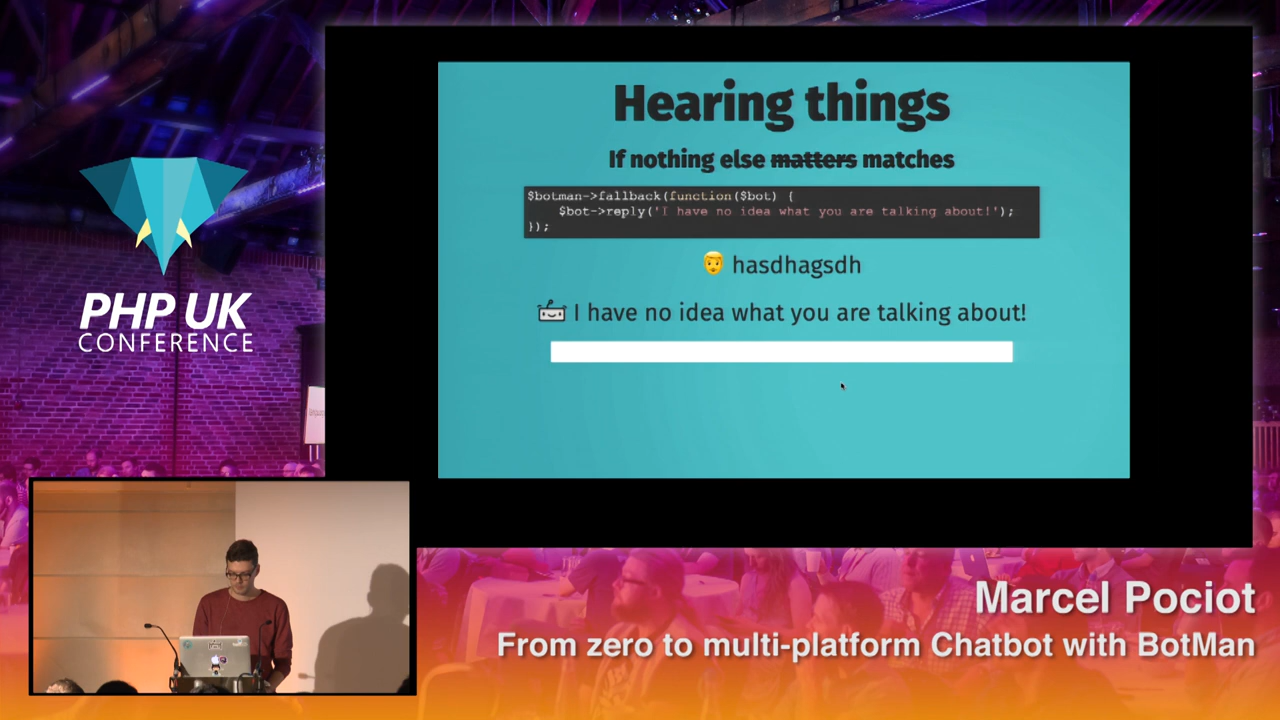 Hearing things
If nothing else matters matches
$botman->fallback(function($bot) {
$bot->reply('I have no idea what you are talking about!');
});
hasdhagsdh
I have no idea what you are talking about!
PHP UK
CONFERENCE
Marcel Pociot
From zero to multi-platform Chatbot with BotMan